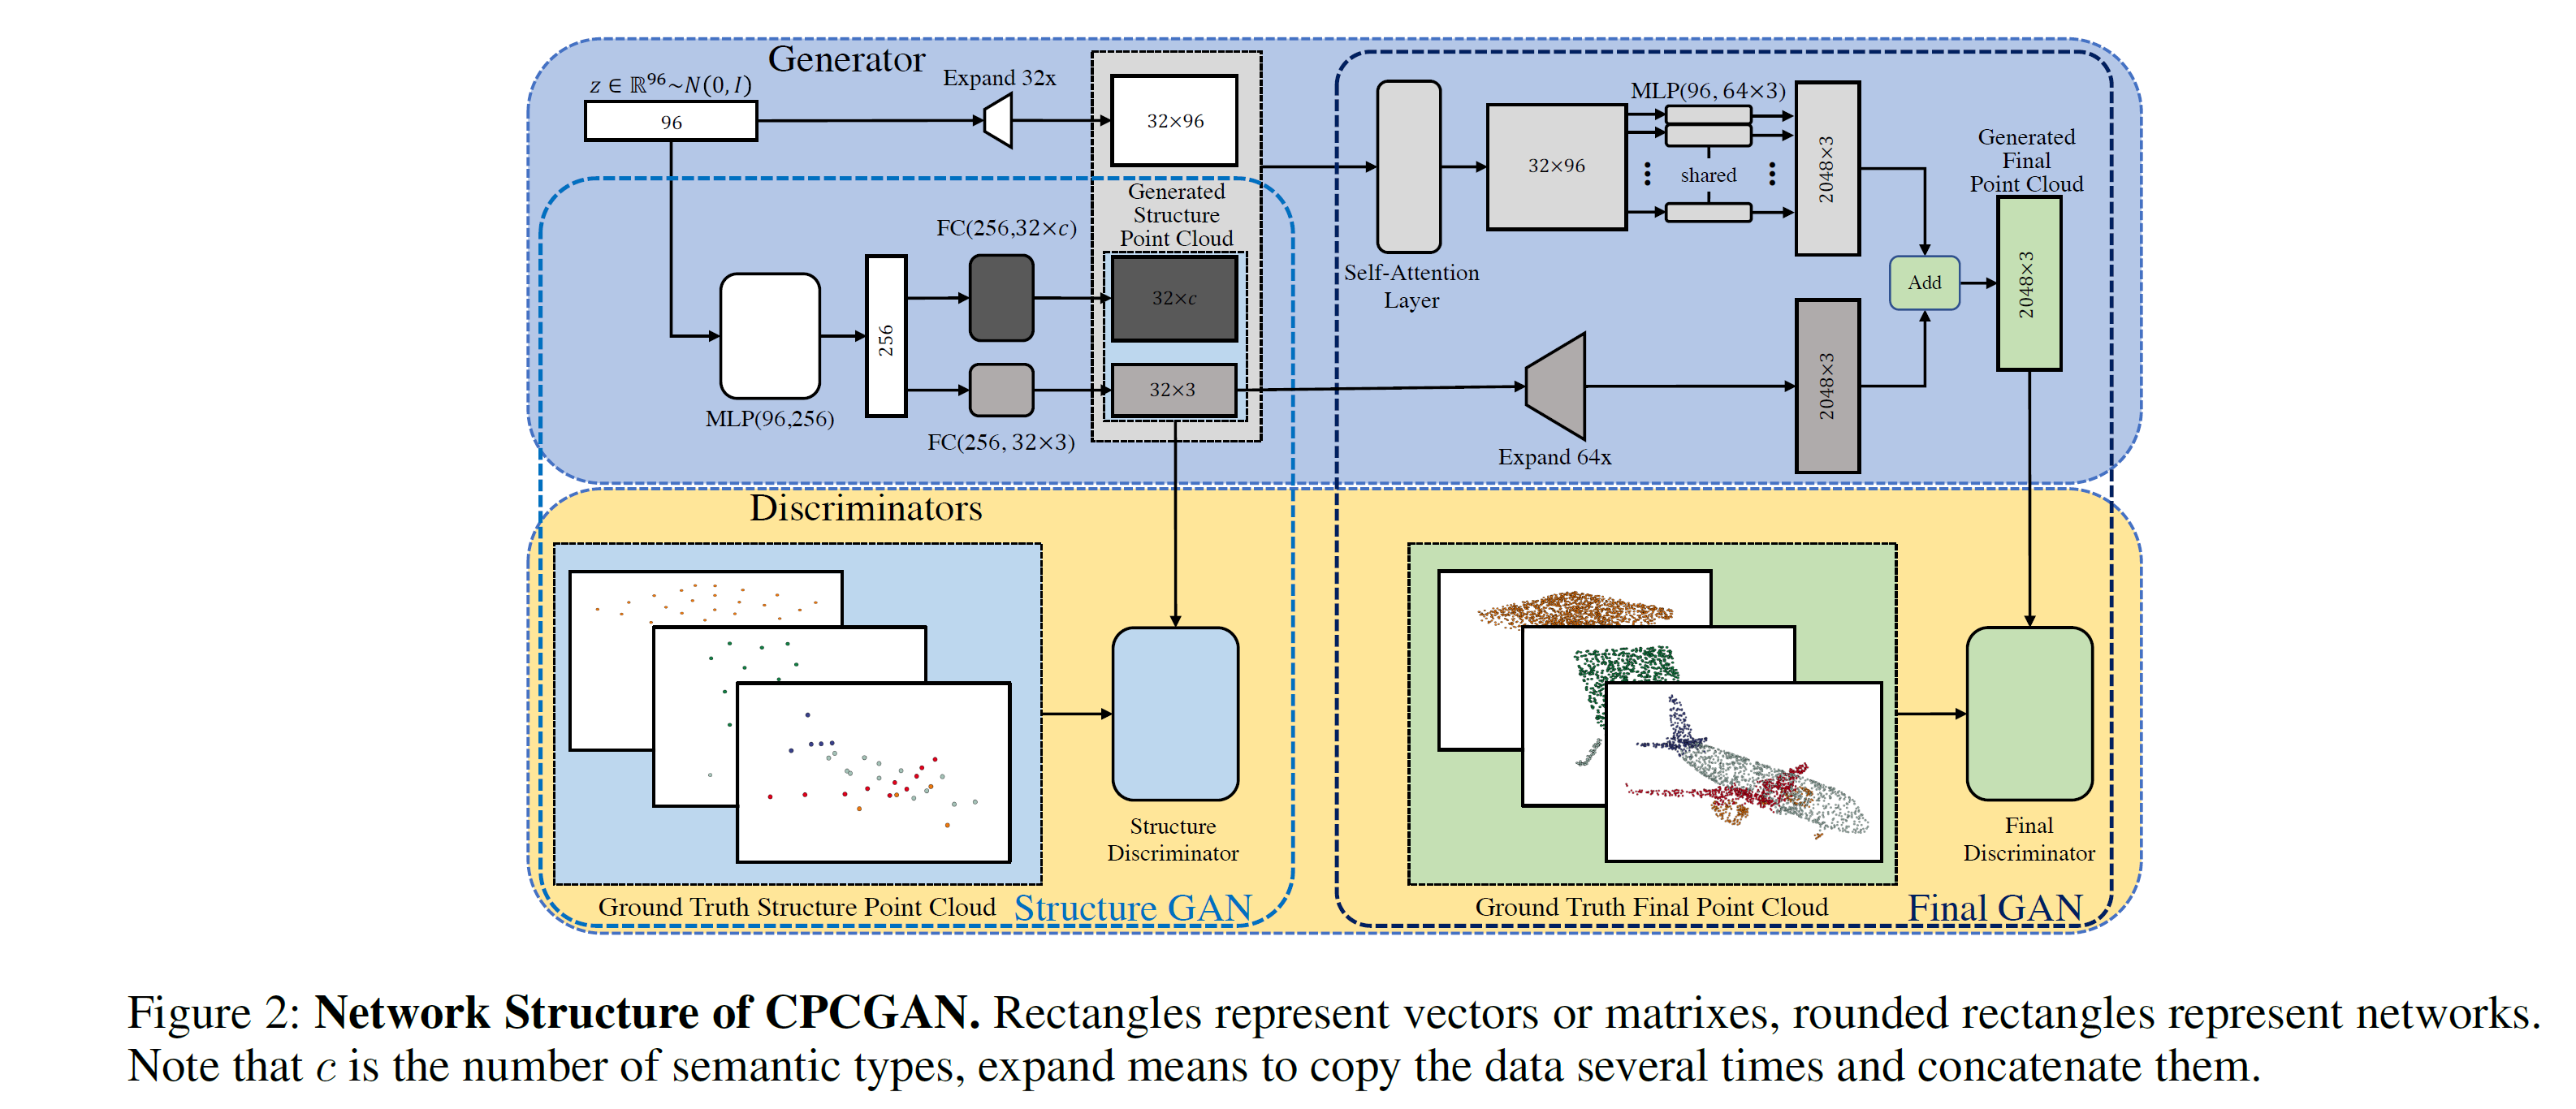 Generator
z ∈ ℝ⁹⁶~N(0, I)
96
Expand 32x
32×96
Generated
Structure
Point Cloud
FC(256,32×c)
32×c
256
MLP(96,256)
FC(256, 32×3)
32×3
Self-Attention
Layer
32×96
MLP(96, 64×3)
shared
2048×3
Expand 64x
2048×3
Add
Generated
Final
Point Cloud
2048×3
Discriminators
Structure
Discriminator
Ground Truth Structure Point Cloud
Structure GAN
Final
Discriminator
Ground Truth Final Point Cloud
Final GAN
Figure 2: Network Structure of CPCGAN. Rectangles represent vectors or matrixes, rounded rectangles represent networks.
Note that c is the number of semantic types, expand means to copy the data several times and concatenate them.